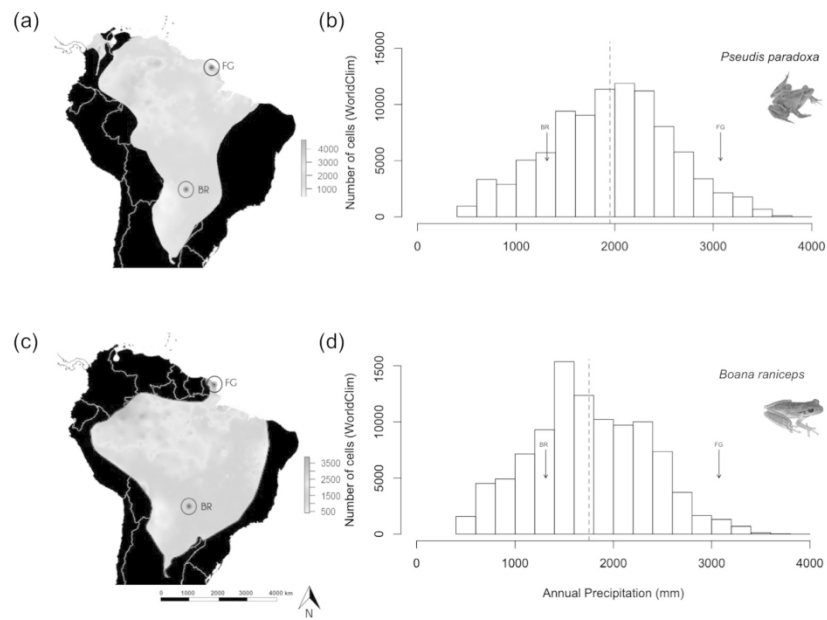 (a)
FG
BR
4000
3000
2000
1000
(b)
Number of cells (WorldClim)
15000
10000
5000
0
BR
FG
Pseudis paradoxa
0 1000 2000 3000 4000
(c)
FG
BR
3500
2500
1500
500
0 1000 2000 3000 4000 km
N
(d)
Number of cells (WorldClim)
1500
10000
5000
0
BR
FG
Boana raniceps
0 1000 2000 3000 4000
Annual Precipitation (mm)